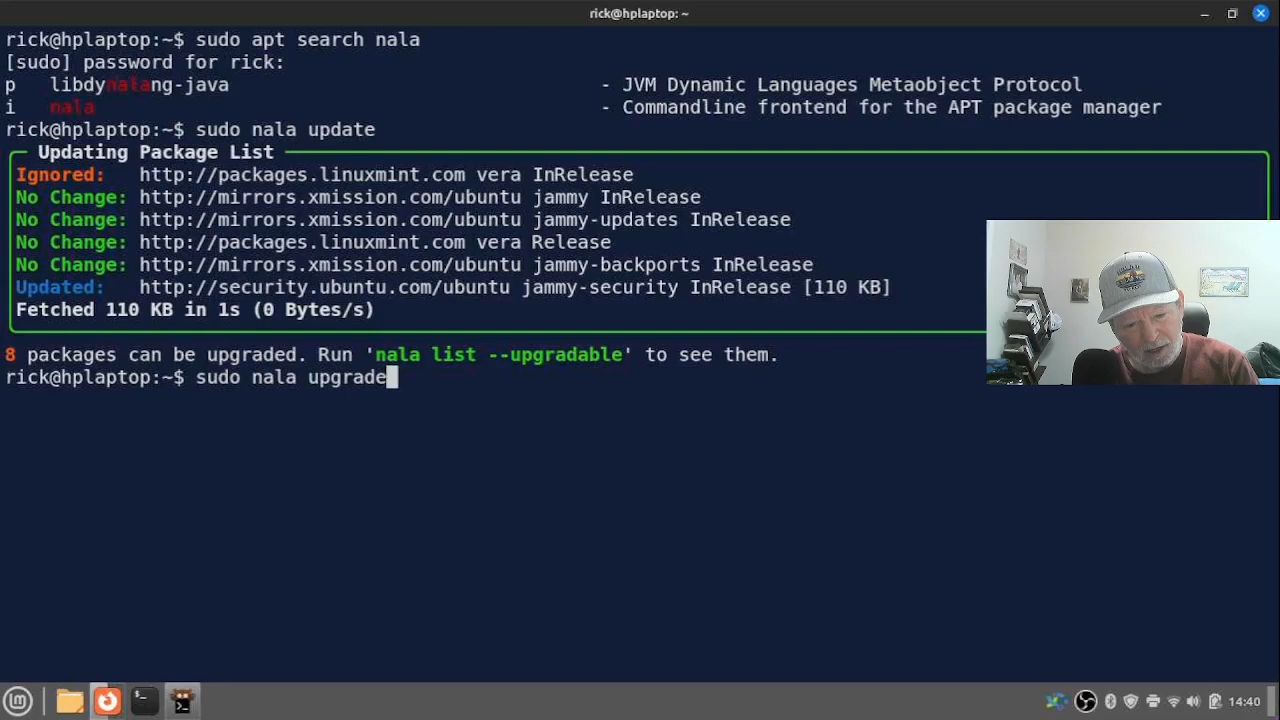 rick@hplaptop: ~
rick@hplaptop:~$ sudo apt search nala
[sudo] password for rick:
p   libdynalang-java                                 - JVM Dynamic Languages Metaobject Protocol
i   nala                                             - Commandline frontend for the APT package manager
rick@hplaptop:~$ sudo nala update
Updating Package List
Ignored:   http://packages.linuxmint.com vera InRelease
No Change: http://mirrors.xmission.com/ubuntu jammy InRelease
No Change: http://mirrors.xmission.com/ubuntu jammy-updates InRelease
No Change: http://packages.linuxmint.com vera Release
No Change: http://mirrors.xmission.com/ubuntu jammy-backports InRelease
Updated:   http://security.ubuntu.com/ubuntu jammy-security InRelease [110 KB]
Fetched 110 KB in 1s (0 Bytes/s)
8 packages can be upgraded. Run 'nala list --upgradable' to see them.
rick@hplaptop:~$ sudo nala upgrade
14:40